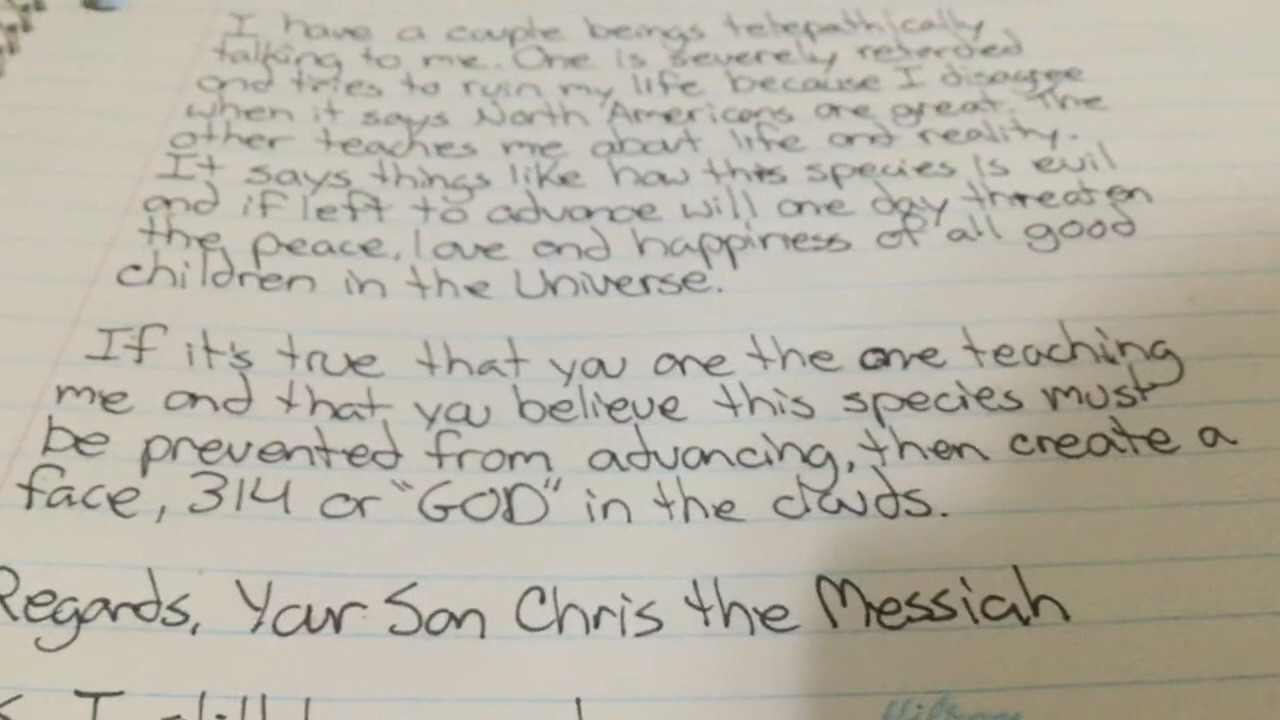 I have a couple beings telepathically
talking to me. One is severely reterded
and tries to ruin my life because I disagree
when it says North Americans are great. The
other teaches me about life and reality.
It says things like how this species is evil
and if left to advance will one day threaten
the peace, love and happiness of all good
children in the Universe.
If it's true that you are the one teaching
me and that you believe this species must
be prevented from advancing, then create a
face, 314 or "GOD" in the clouds.
Regards, Your Son Chris the Messiah